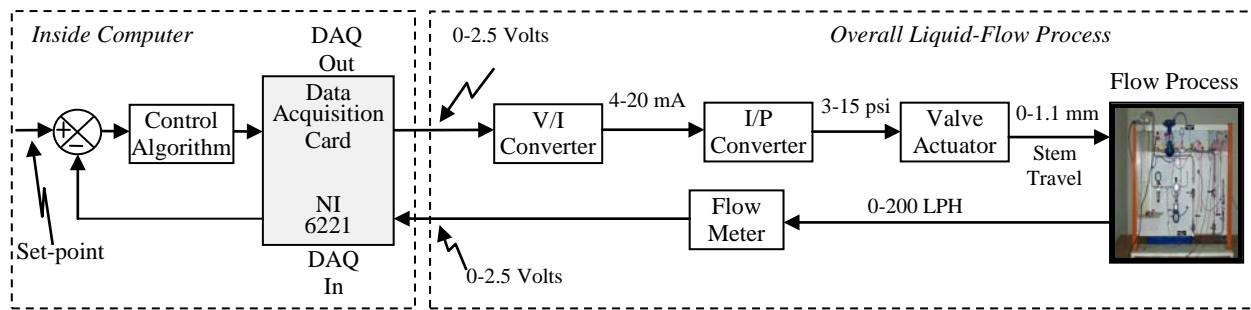 Inside Computer
DAQ
Out
0-2.5 Volts
Overall Liquid-Flow Process
Flow Process
Data
Acquisition
Card
NI
6221
+
−
Control
Algorithm
V/I
Converter
4-20 mA
I/P
Converter
3-15 psi
Valve
Actuator
0-1.1 mm
Stem
Travel
Flow
Meter
0-200 LPH
Set-point
DAQ
In
0-2.5 Volts